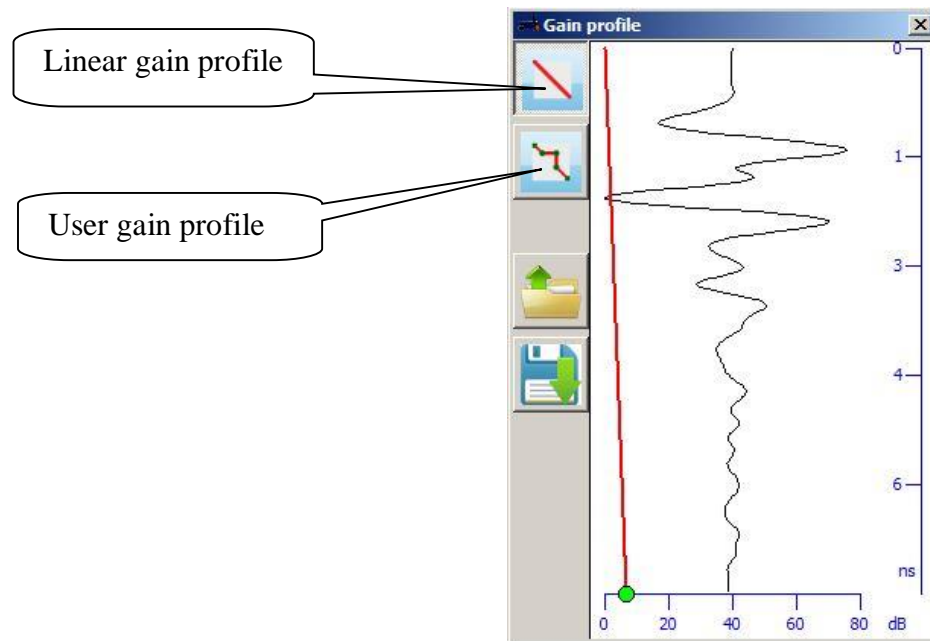 Gain profile
Linear gain profile
User gain profile
0
1
3
4
6
ns
0 20 40 60 80 dB